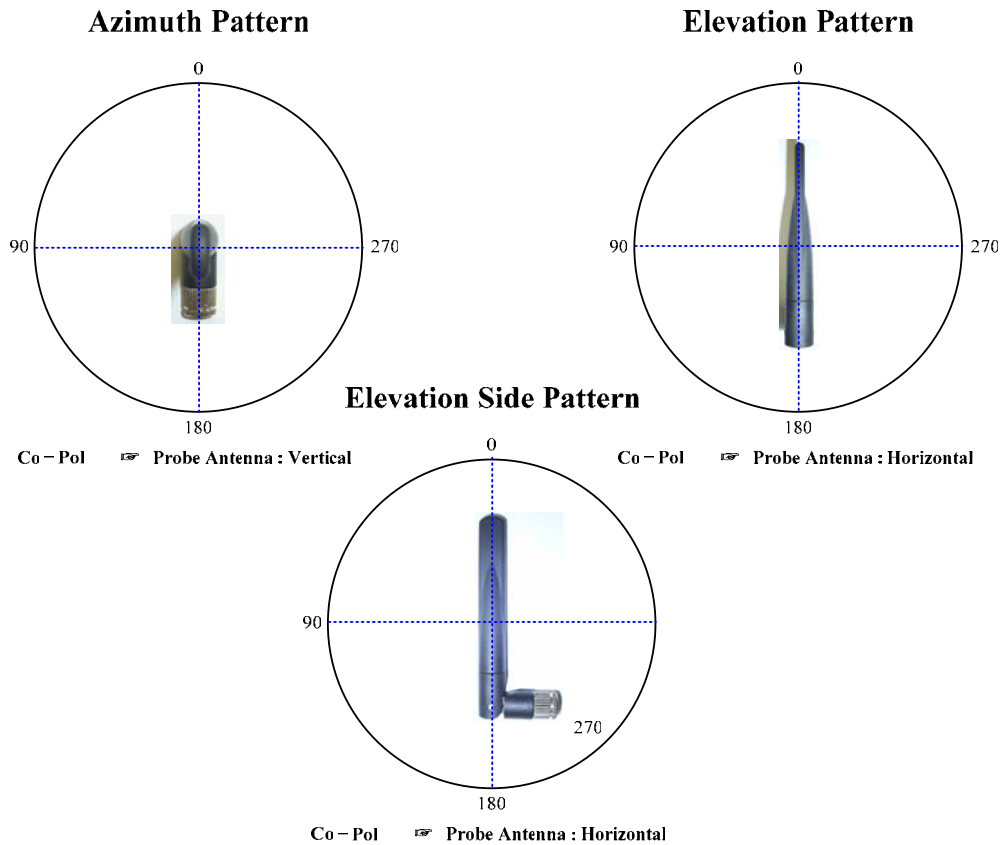 Azimuth Pattern
0
90
270
180
Co – Pol ☞ Probe Antenna : Vertical
Elevation Pattern
0
90
270
180
Co – Pol ☞ Probe Antenna : Horizontal
Elevation Side Pattern
0
90
270
180
Co – Pol ☞ Probe Antenna : Horizontal